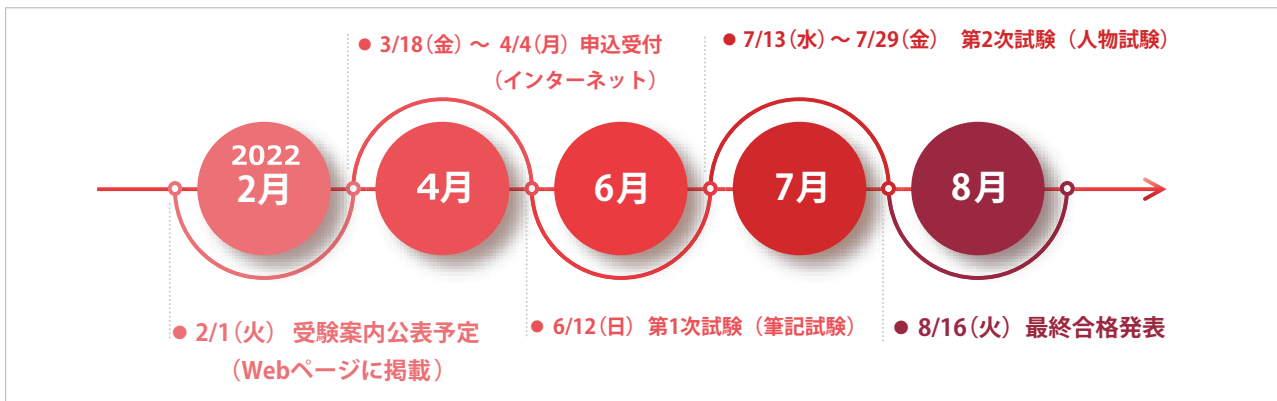 ● 3/18（金）～ 4/4（月）申込受付
（インターネット）
● 7/13（水）～ 7/29（金） 第2次試験（人物試験）
2022
2月
4月
6月
7月
8月
● 2/1（火） 受験案内公表予定
（Webページに掲載）
● 6/12（日） 第1次試験（筆記試験）
● 8/16（火） 最終合格発表